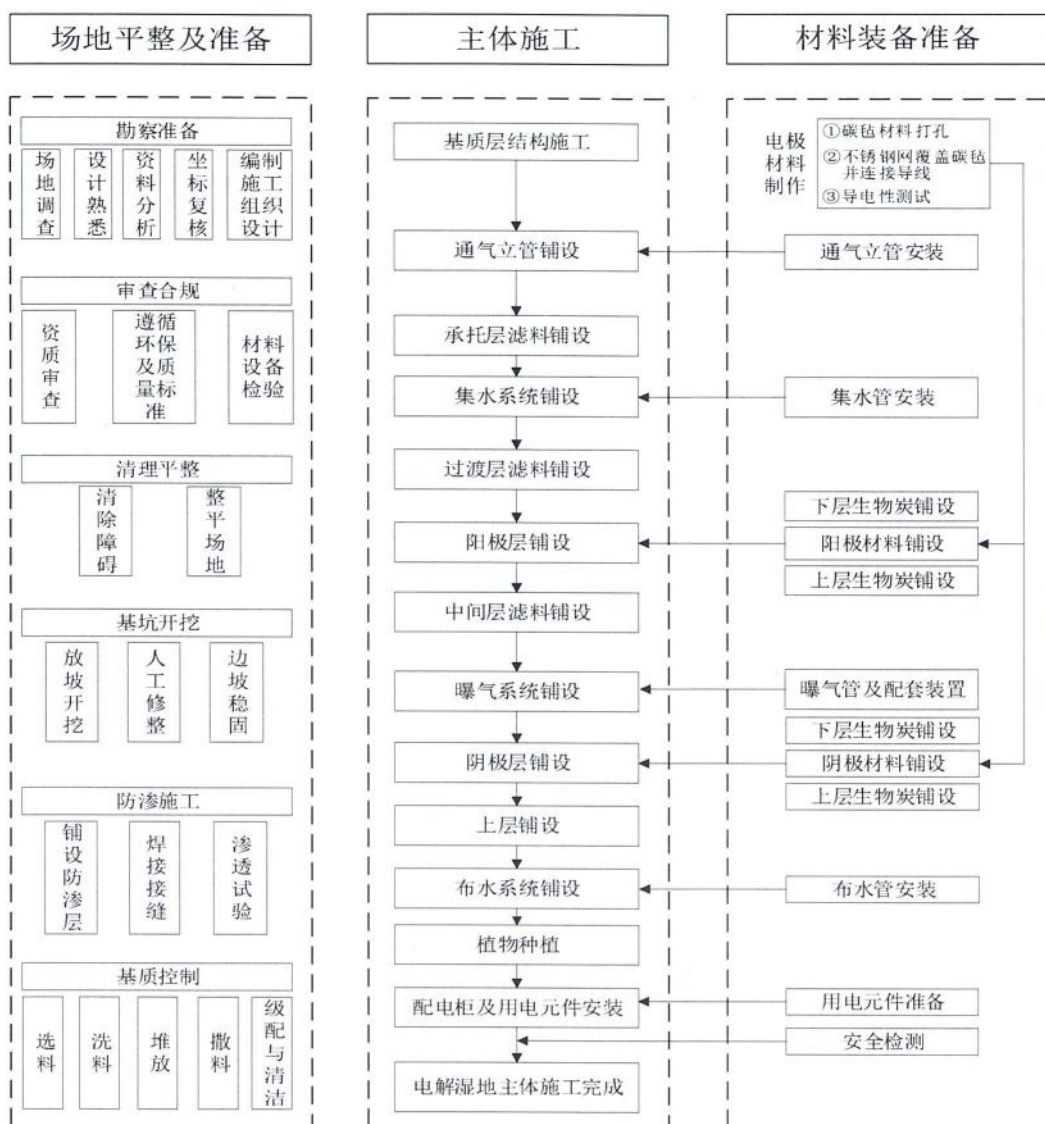 场地平整及准备
主体施工
材料装备准备
勘察准备
场地调查
设计熟悉
资料分析
坐标复核
编制
施工
组织
设计
审查合规
资质审查
遵循
环保
及质
量标
准
材料
设备
检验
清理平整
清除障碍
整平场地
基坑开挖
放坡开挖
人工修整
边坡稳固
防渗施工
铺设防渗层
焊接接缝
渗透试验
基质控制
选料
洗料
堆放
撒料
级配与清洁
基质层结构施工
通气立管铺设
承托层滤料铺设
集水系统铺设
过渡层滤料铺设
阳极层铺设
中间层滤料铺设
曝气系统铺设
阴极层铺设
上层铺设
布水系统铺设
植物种植
配电柜及用电元件安装
电解湿地主体施工完成
电极
材料
制作
①碳毡材料打孔
②不锈钢网覆盖碳毡
并连接导线
③导电性测试
通气立管安装
集水管安装
下层生物炭铺设
阳极材料铺设
上层生物炭铺设
曝气管及配套装置
下层生物炭铺设
阴极材料铺设
上层生物炭铺设
布水管安装
用电元件准备
安全检测